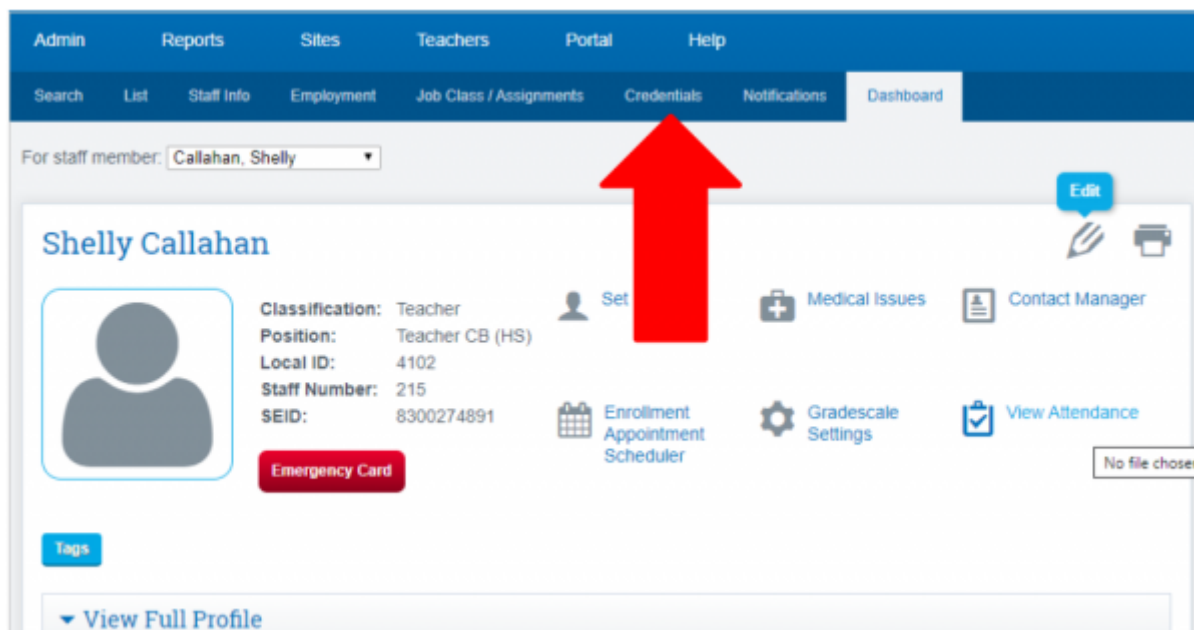 Admin Reports Sites Teachers Portal Help
Search List Staff Info Employment Job Class / Assignments Credentials Notifications Dashboard
For staff member: Callahan, Shelly
Edit
Shelly Callahan
Classification: Teacher
Position: Teacher CB (HS)
Local ID: 4102
Staff Number: 215
SEID: 8300274891
Emergency Card
Set
Medical Issues
Contact Manager
Enrollment
Appointment
Scheduler
Gradescale
Settings
View Attendance
No file chosen
Tags
View Full Profile